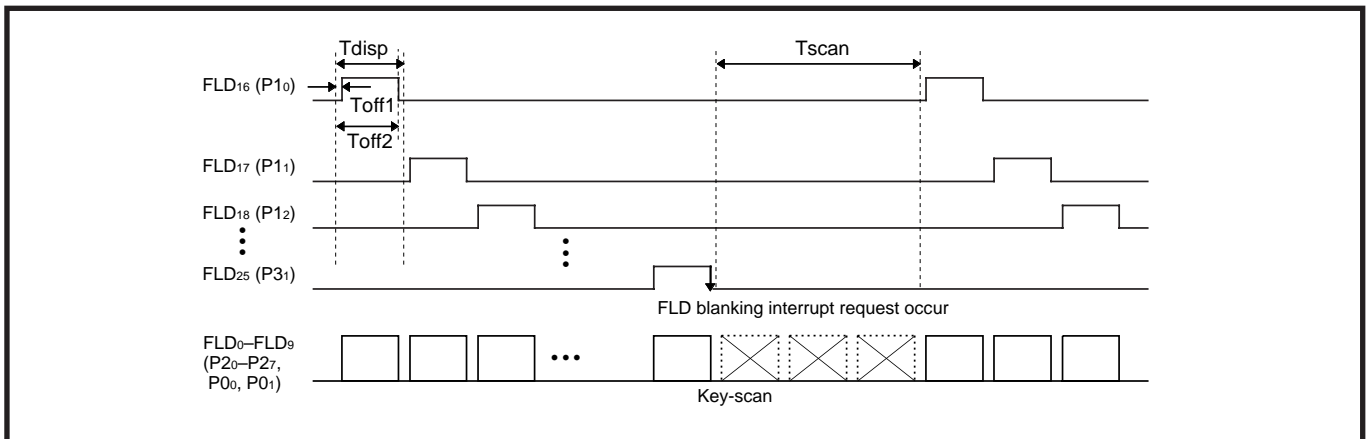 Tdisp
Tscan
FLD16 (P10)
Toff1
Toff2
FLD17 (P11)
FLD18 (P12)
FLD25 (P31)
FLD blanking interrupt request occur
FLD0–FLD9
(P20–P27,
P00, P01)
Key-scan